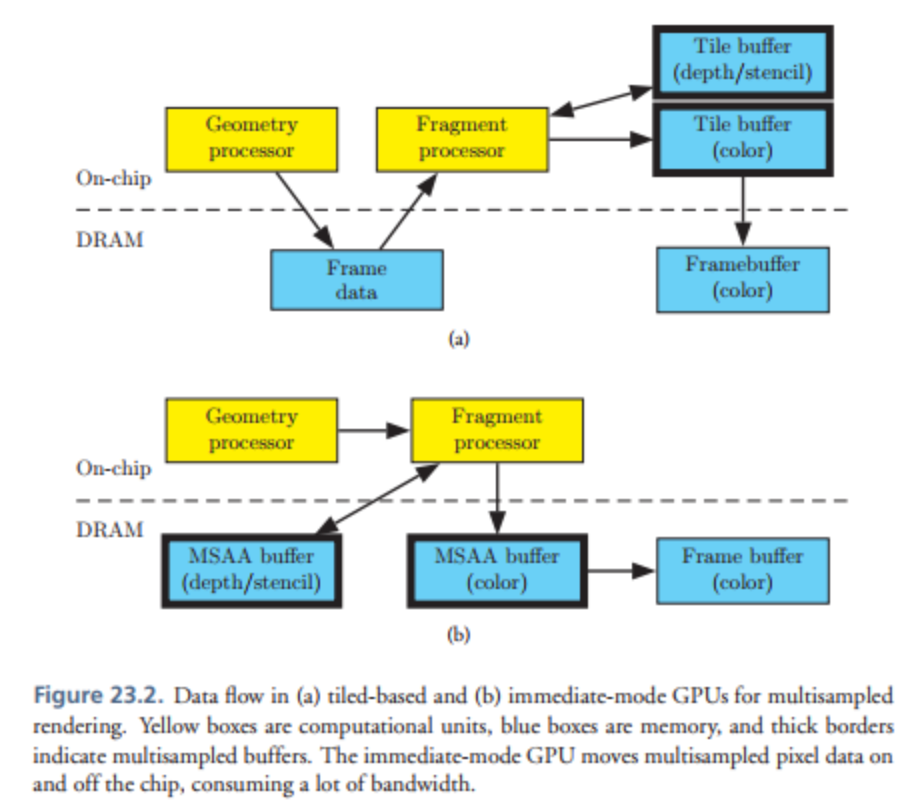 Tile buffer
(depth/stencil)
Geometry
processor
Fragment
processor
Tile buffer
(color)
On-chip
DRAM
Frame
data
Framebuffer
(color)
(a)
Geometry
processor
Fragment
processor
On-chip
DRAM
MSAA buffer
(depth/stencil)
MSAA buffer
(color)
Frame buffer
(color)
(b)
Figure 23.2. Data flow in (a) tiled-based and (b) immediate-mode GPUs for multisampled
rendering. Yellow boxes are computational units, blue boxes are memory, and thick borders
indicate multisampled buffers. The immediate-mode GPU moves multisampled pixel data on
and off the chip, consuming a lot of bandwidth.